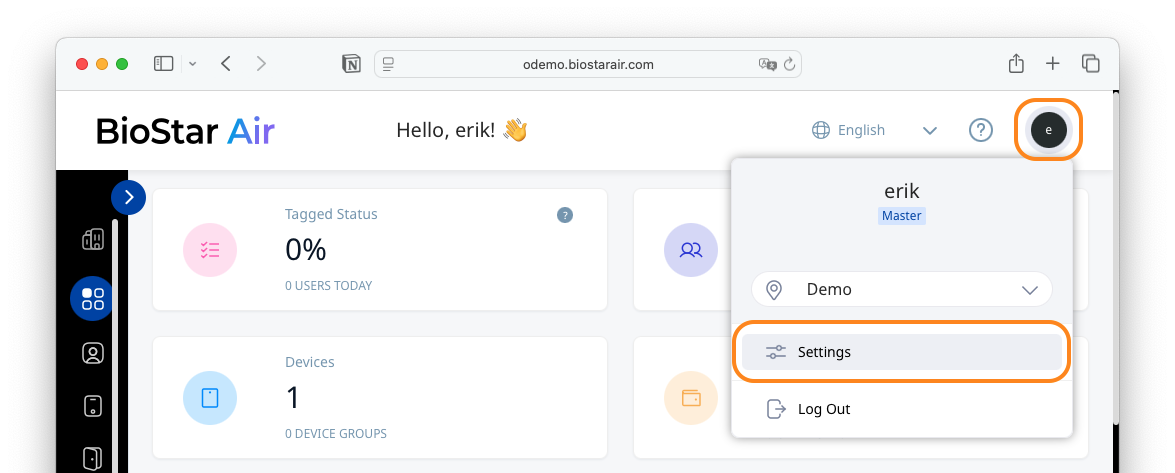 odemo.biostarair.com
BioStar Air
Hello, erik! 👋
English
?
e
erik
Master
Demo
Settings
Log Out
Tagged Status
?
0%
0 USERS TODAY
Devices
1
0 DEVICE GROUPS